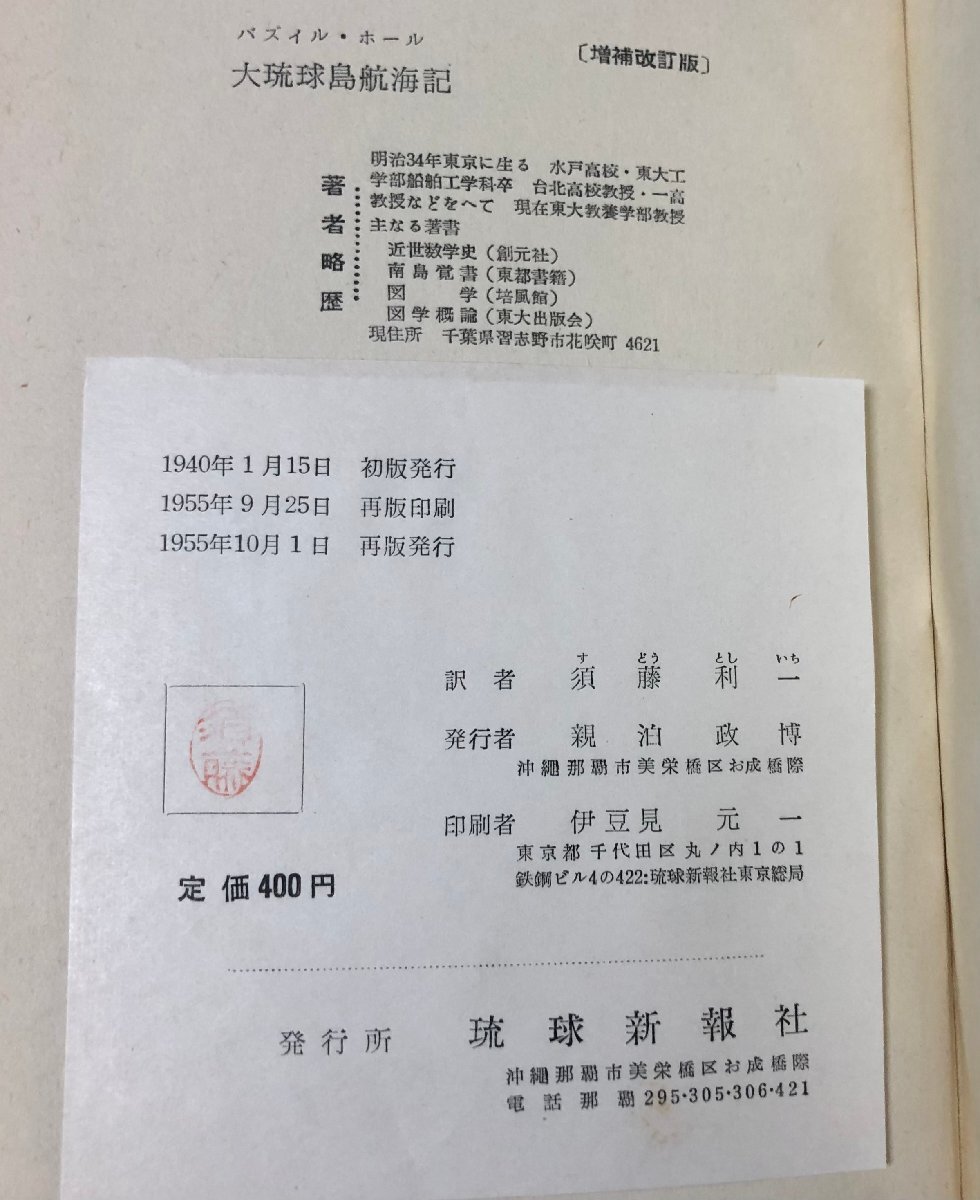 バズイル・ホール
大琉球島航海記
〔増補改訂版〕
著者略歴
明治34年東京に生る 水戸高校・東大工
学部船舶工学科卒 台北高校教授・一高
教授などをへて 現在東大教養学部教授
主なる著書
近世数学史(創元社)
南島覚書(東都書籍)
図学(培風館)
図学概論(東大出版会)
現住所 千葉県習志野市花咲町 4621
1940年1月15日 初版発行
1955年9月25日 再版印刷
1955年10月1日 再版発行
すどうとしいち
訳者 須藤利一
発行者 親泊政博
沖縄那覇市美栄橋区お成橋際
印刷者 伊豆見元一
東京都千代田区丸ノ内1の1
鉄鋼ビル4の422:琉球新報社東京総局
須藤
定価400円
発行所 琉球新報社
沖縄那覇市美栄橋区お成橋際
電話那覇295・305・306・421